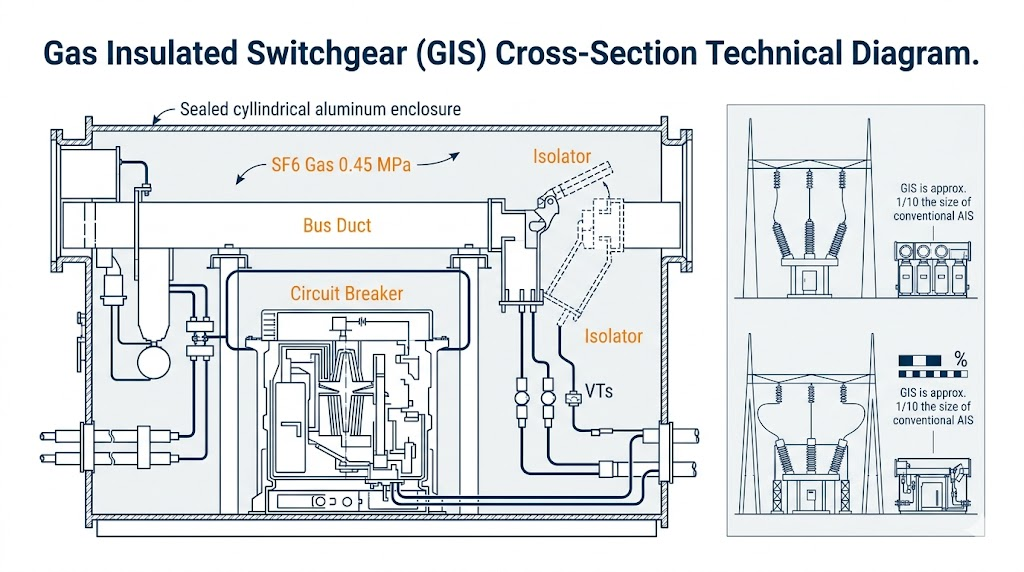 Gas Insulated Switchgear (GIS) Cross-Section Technical Diagram.
Sealed cyllindrical aluminum enclosure
SF6 Gas 0.45 MPa
Isolator
Bus Duct
Circuit Breaker
Isolator
VTs
GIS is approx.
1/10 the size of
conventional AIS
%
GIS is approx.
1/10 the size of
conventional AIS